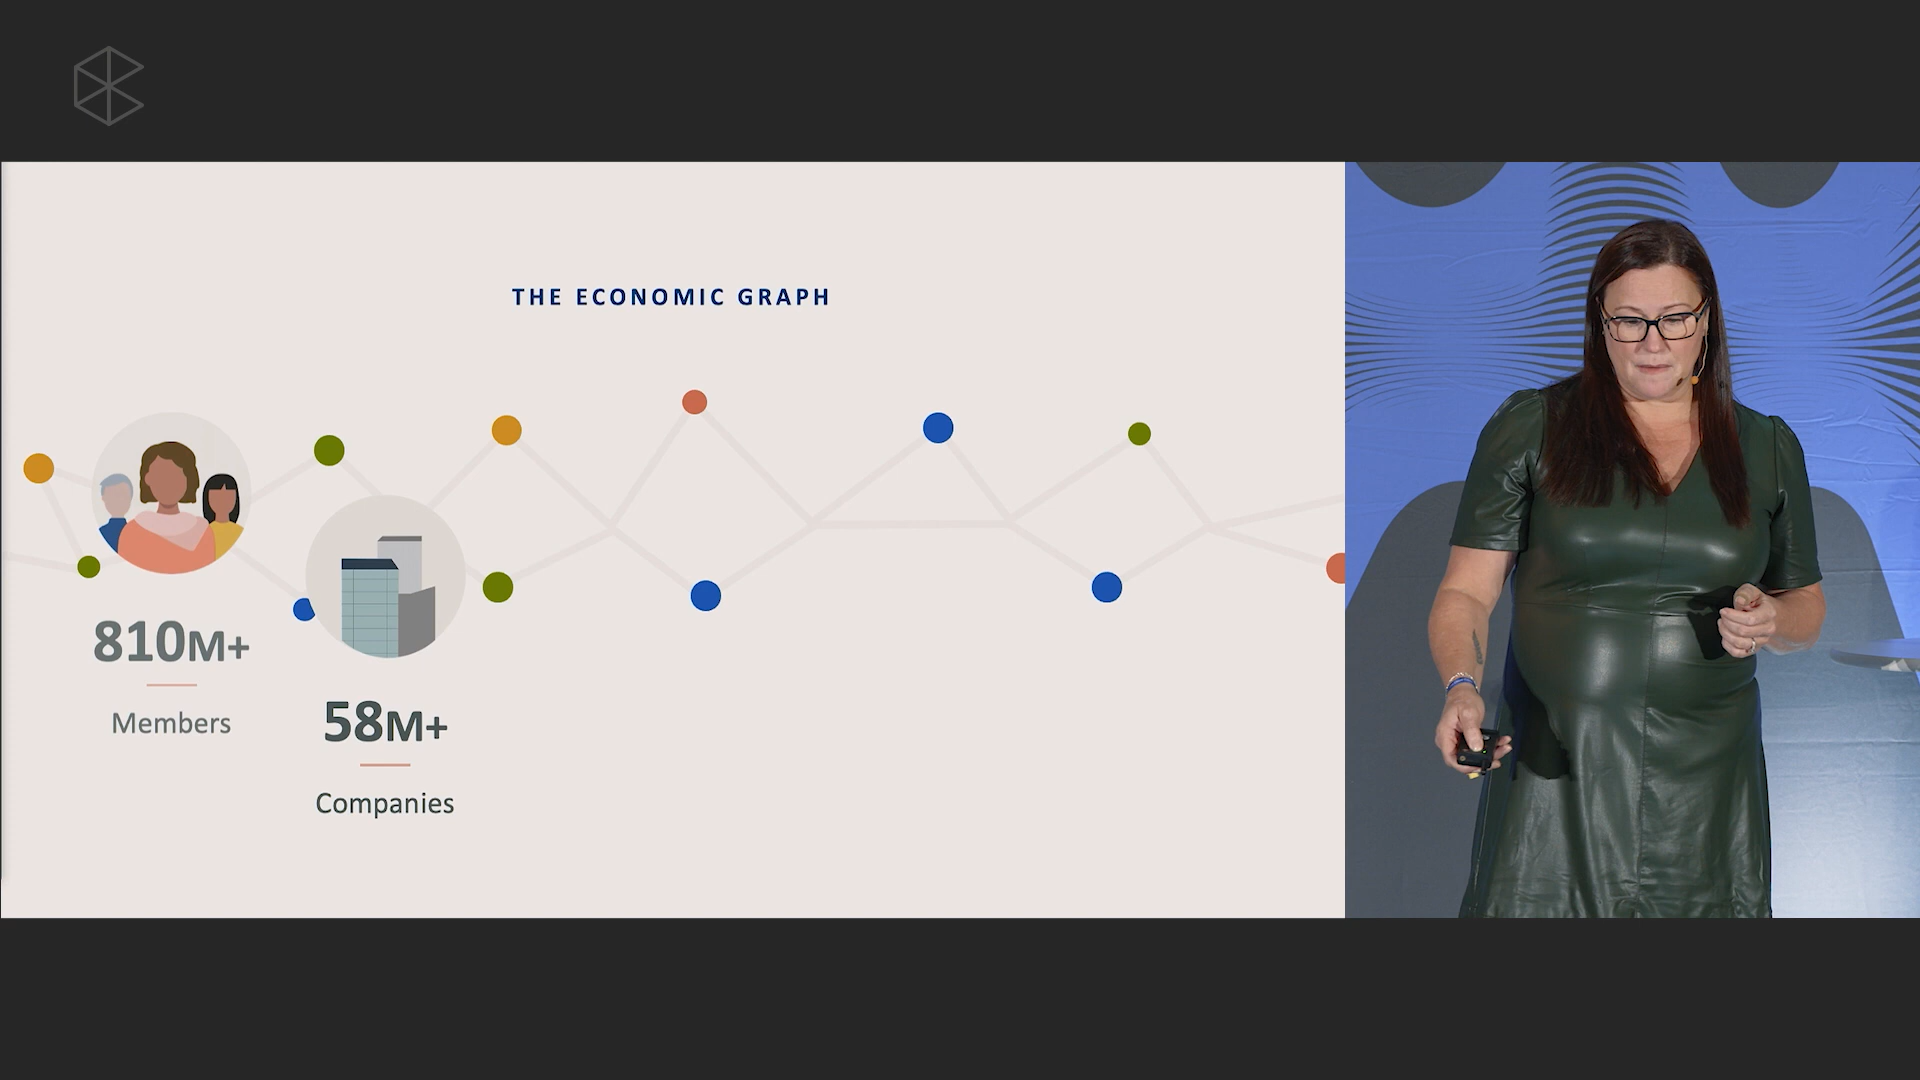 THE ECONOMIC GRAPH
810M+
Members
58M+
Companies